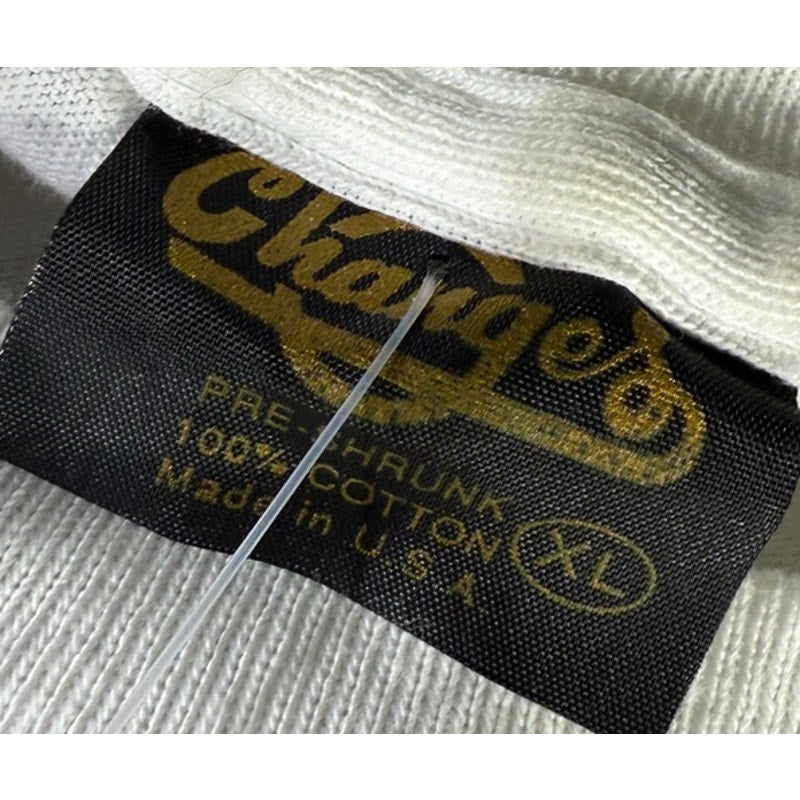 Changes
PRE-SHRUNK
100% COTTON
Made in U.S.A.
XL